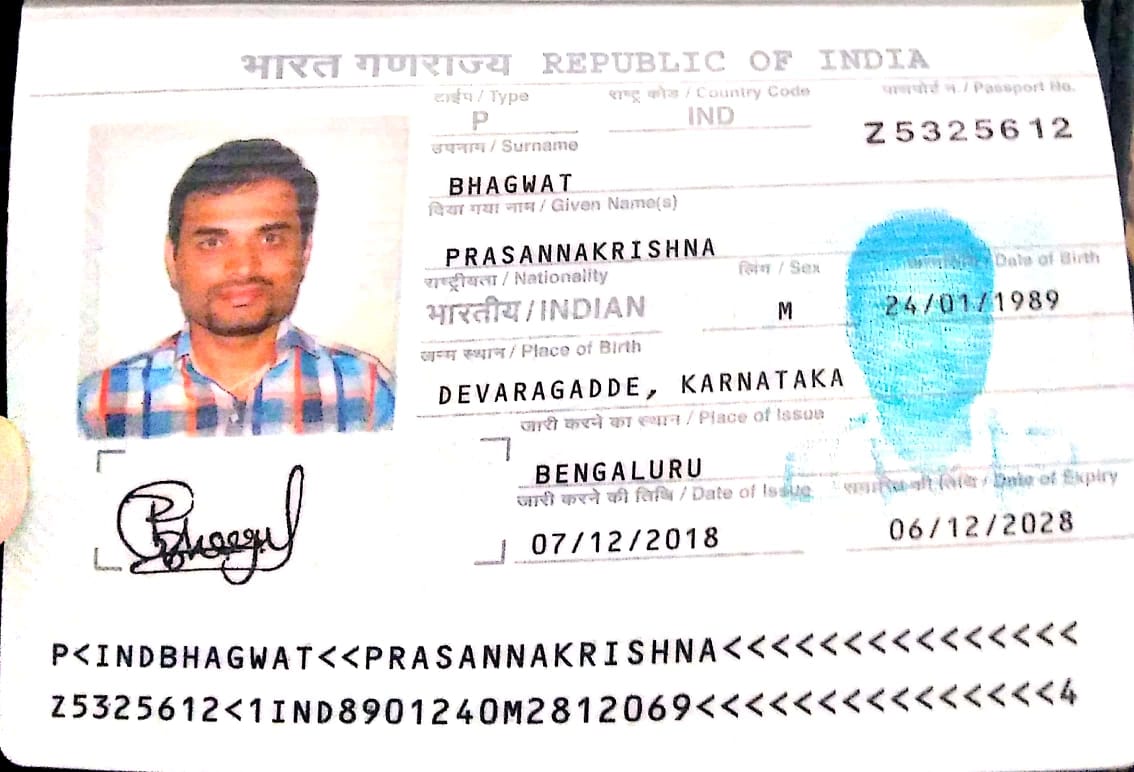 भारत गणराज्य REPUBLIC OF INDIA
टाईप / Type राष्ट्र कोड / Country Code पासपोर्ट न. / Passport No.
P IND Z5325612
उपनाम / Surname
BHAGWAT
दिया गया नाम / Given Name(s)
PRASANNAKRISHNA
राष्ट्रीयता / Nationality लिंग / Sex Date of Birth
भारतीय / INDIAN M 24/01/1989
जन्म स्थान / Place of Birth
DEVARAGADDE, KARNATAKA
जारी करने का स्थान / Place of Issue
BENGALURU
जारी करने की तिथि / Date of Issue समाप्ति की तिथि / Date of Expiry
07/12/2018 06/12/2028
P<INDBHAGWAT<<PRASANNAKRISHNA<<<<<<<<<<<<<<<
Z5325612<1IND8901240M2812069<<<<<<<<<<<<<<<4